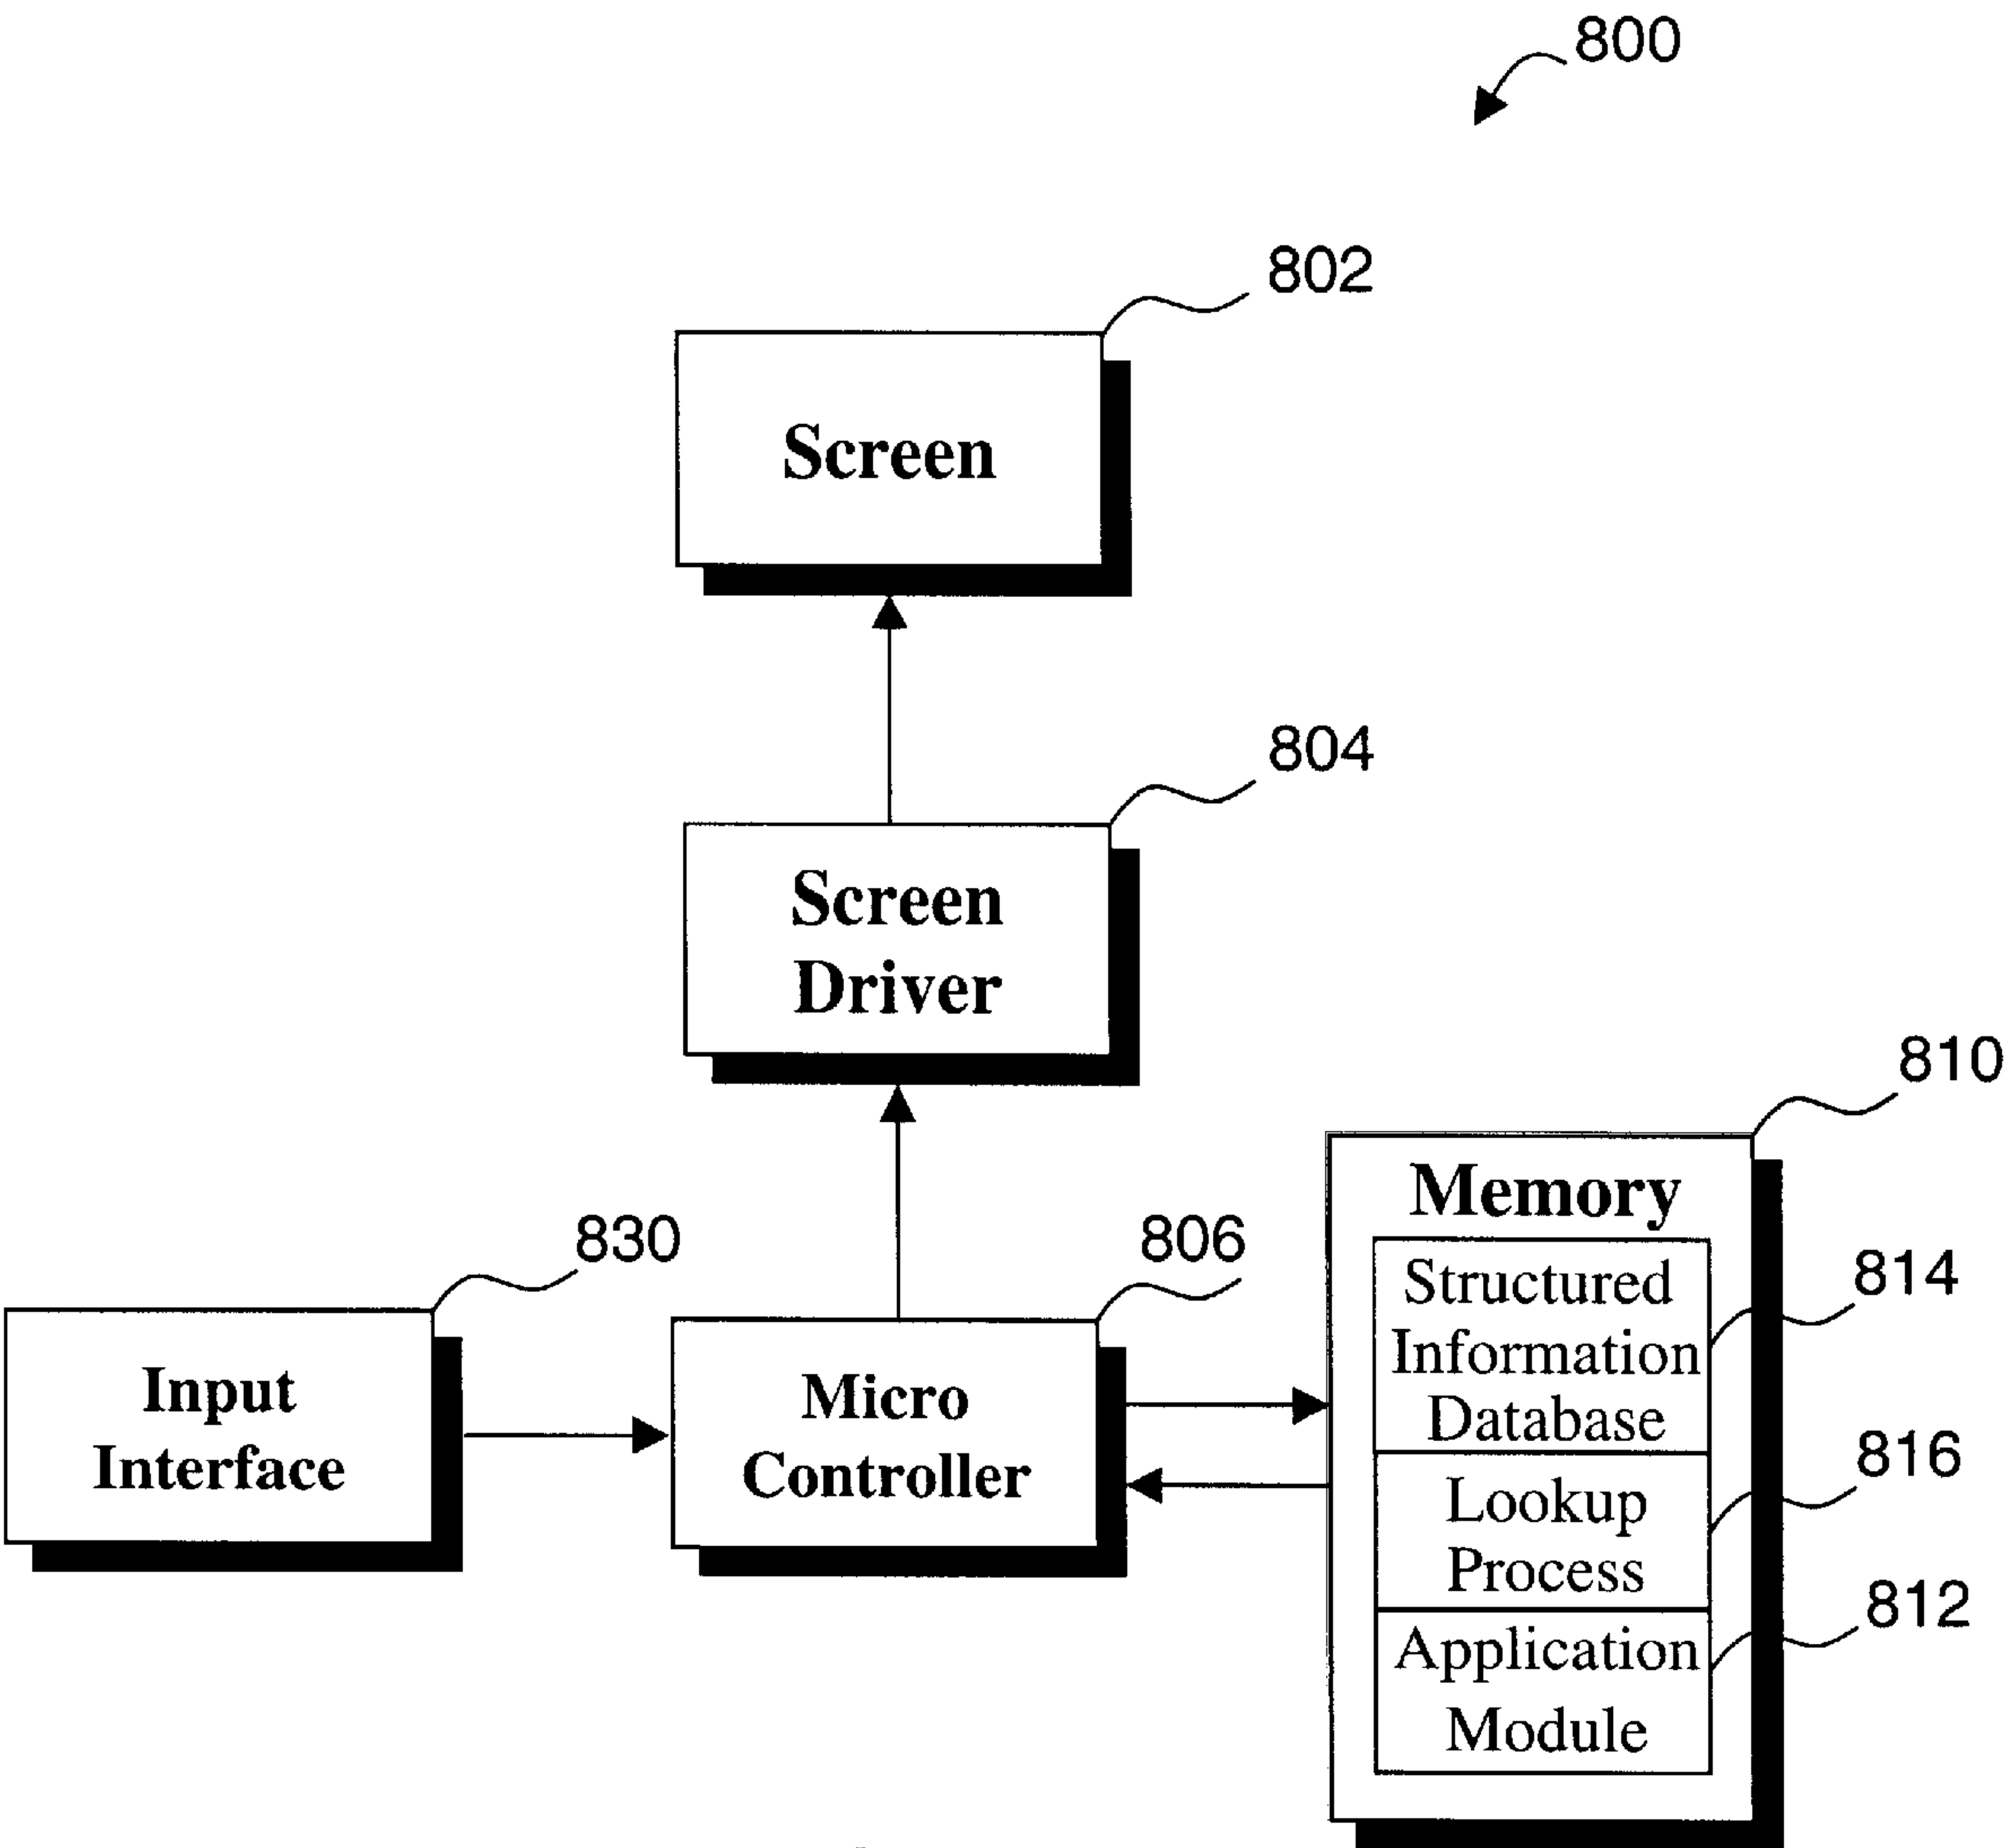 800
802
Screen
804
Screen
Driver
810
Memory
830
806
Structured
814
Information
Database
Input
Interface
Micro
Controller
816
Lookup
Process
812
Application
Module